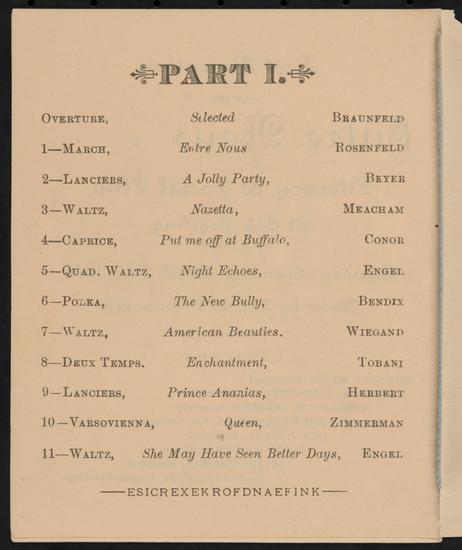 PART I.
OVERTURE, Selected BRAUNFELD
1—MARCH, Entre Nous ROSENFELD
2—LANCIERS, A Jolly Party, BEYER
3—WALTZ, Nazetta, MEACHAM
4—CAPRICE, Put me off at Buffalo, CONOR
5—QUAD. WALTZ, Night Echoes, ENGEL
6—POLKA, The New Bully, BENDIX
7—WALTZ, American Beauties. WIEGAND
8—DEUX TEMPS. Enchantment, TOBANI
9—LANCIERS, Prince Ananias, HERBERT
10—VARSOVIENNA, Queen, ZIMMERMAN
11—WALTZ, She May Have Seen Better Days, ENGEL
ESICREXEKROFDNAEFINK